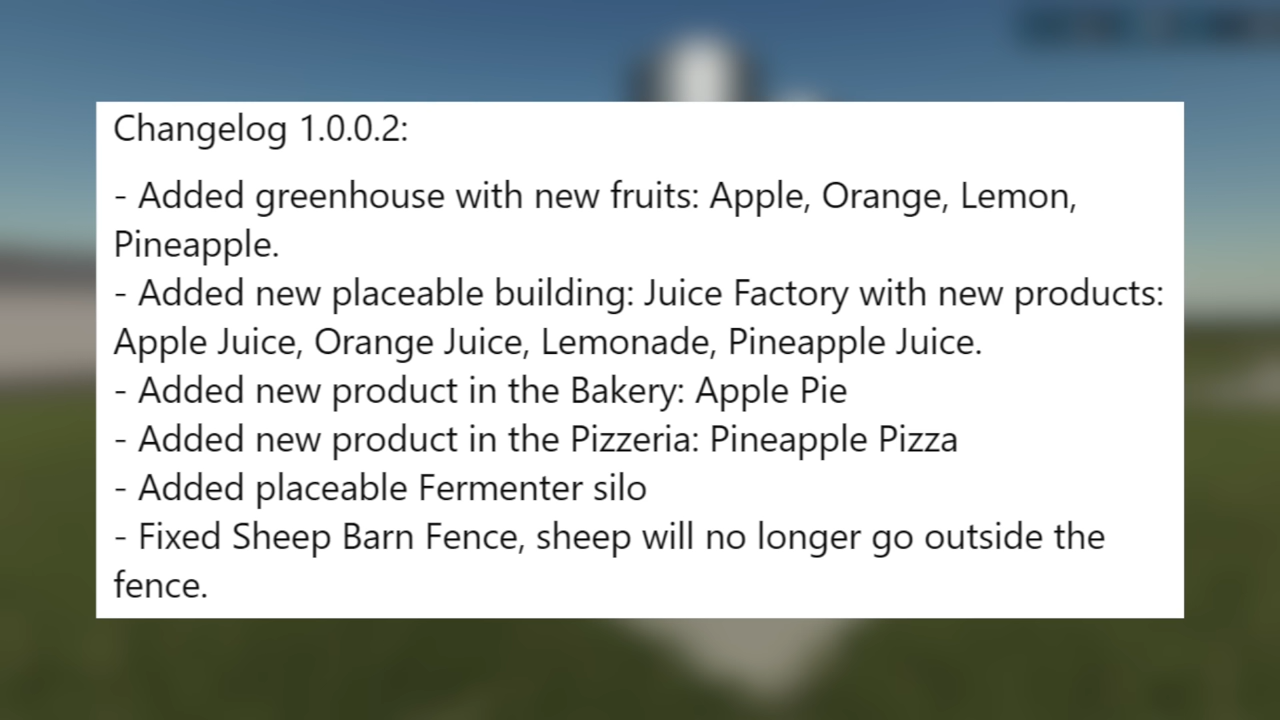 Changelog 1.0.0.2:
- Added greenhouse with new fruits: Apple, Orange, Lemon,
Pineapple.
- Added new placeable building: Juice Factory with new products:
Apple Juice, Orange Juice, Lemonade, Pineapple Juice.
- Added new product in the Bakery: Apple Pie
- Added new product in the Pizzeria: Pineapple Pizza
- Added placeable Fermenter silo
- Fixed Sheep Barn Fence, sheep will no longer go outside the
fence.